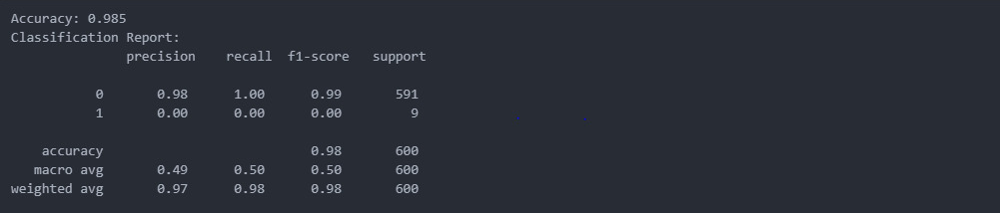 Accuracy: 0.985
Classification Report:
precision recall f1-score support
0 0.98 1.00 0.99 591
1 0.00 0.00 0.00 9
accuracy 0.98 600
macro avg 0.49 0.50 0.50 600
weighted avg 0.97 0.98 0.98 600